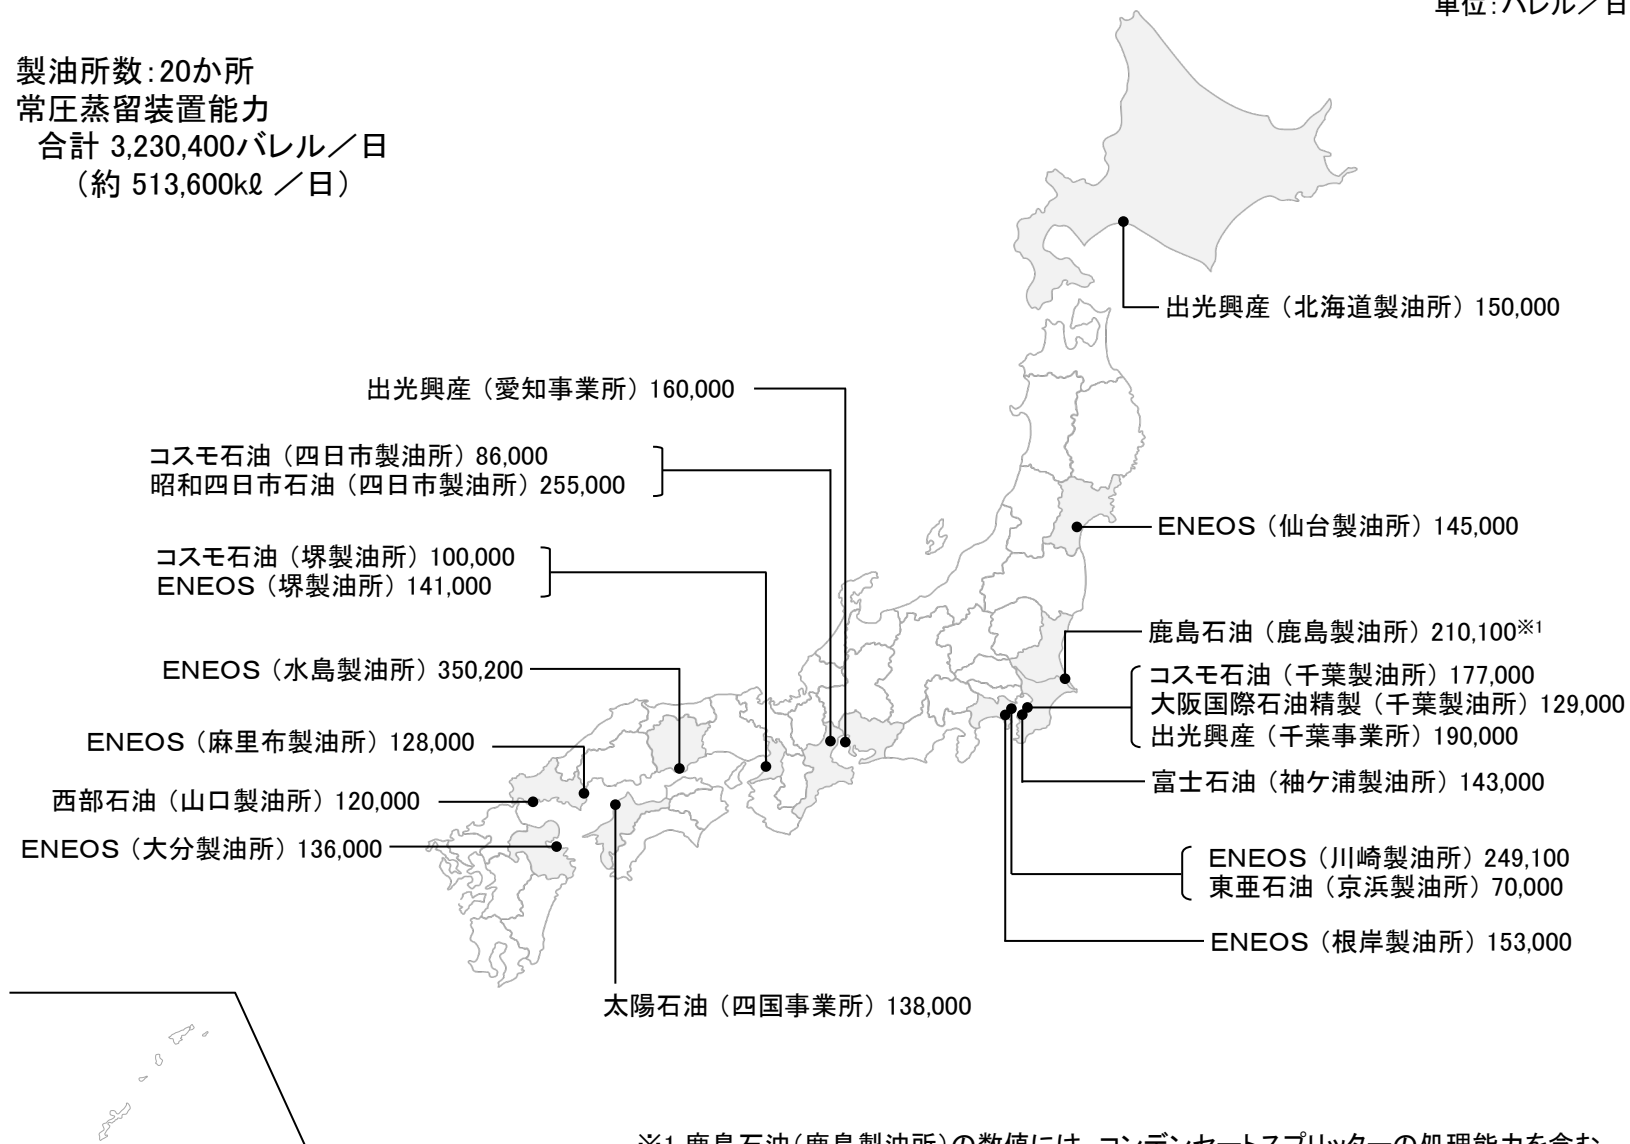 単位：バレル／日
製油所数：20か所
常圧蒸留装置能力
合計 3,230,400バレル／日
（約 513,600kℓ ／日）
出光興産（北海道製油所）150,000
出光興産（愛知事業所）160,000
コスモ石油（四日市製油所）86,000
昭和四日市石油（四日市製油所）255,000
ENEOS（仙台製油所）145,000
コスモ石油（堺製油所）100,000
ENEOS（堺製油所）141,000
鹿島石油（鹿島製油所）210,100※1
ENEOS（水島製油所）350,200
コスモ石油（千葉製油所）177,000
大阪国際石油精製（千葉製油所）129,000
出光興産（千葉事業所）190,000
ENEOS（麻里布製油所）128,000
富士石油（袖ケ浦製油所）143,000
西部石油（山口製油所）120,000
ENEOS（大分製油所）136,000
ENEOS（川崎製油所）249,100
東亜石油（京浜製油所）70,000
ENEOS（根岸製油所）153,000
太陽石油（四国事業所）138,000
※1 鹿島石油（鹿島製油所）の数値には、コンデンセートスプリッターの処理能力を含む